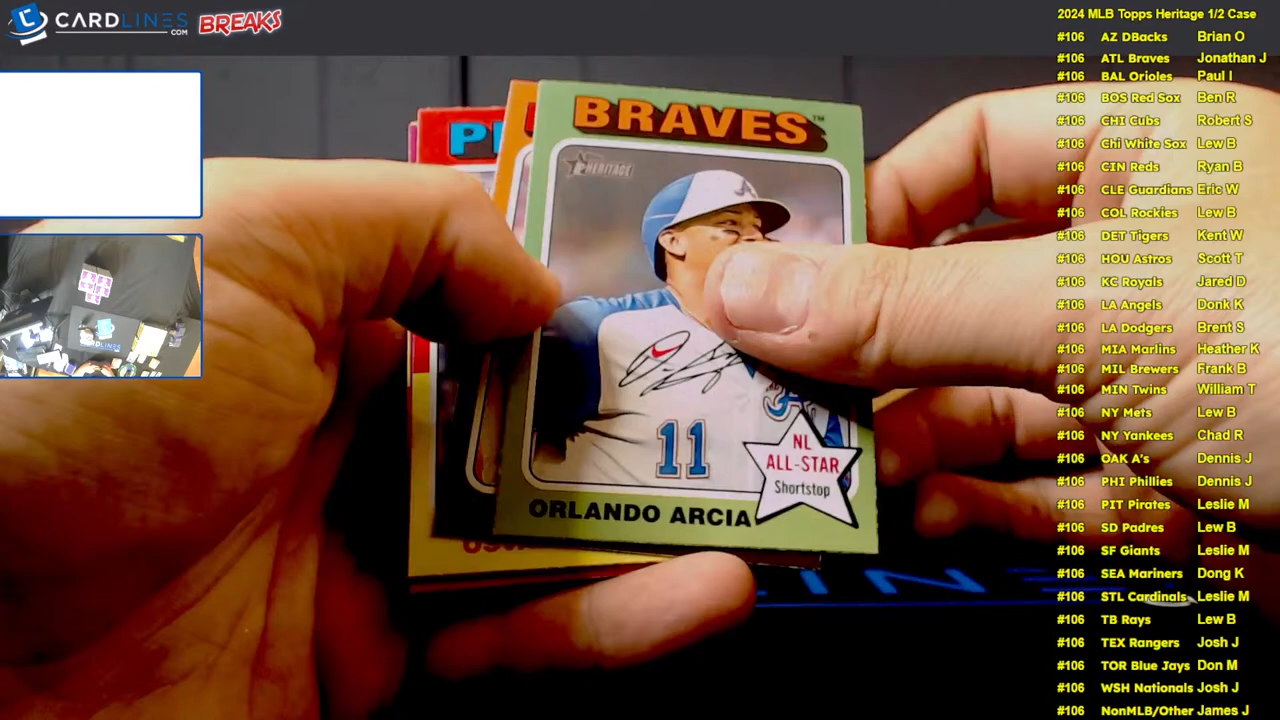 CARDLINES
.COM
BREAKS
BRAVES™
HERITAGE
11
NL
ALL-STAR
Shortstop
ORLANDO ARCIA
2024 MLB Topps Heritage 1/2 Case
#106 AZ DBacks Brian O
#106 ATL Braves Jonathan J
#106 BAL Orioles Paul I
#106 BOS Red Sox Ben R
#106 CHI Cubs Robert S
#106 Chi White Sox Lew B
#106 CIN Reds Ryan B
#106 CLE Guardians Eric W
#106 COL Rockies Lew B
#106 DET Tigers Kent W
#106 HOU Astros Scott T
#106 KC Royals Jared D
#106 LA Angels Donk K
#106 LA Dodgers Brent S
#106 MIA Marlins Heather K
#106 MIL Brewers Frank B
#106 MIN Twins William T
#106 NY Mets Lew B
#106 NY Yankees Chad R
#106 OAK A's Dennis J
#106 PHI Phillies Dennis J
#106 PIT Pirates Leslie M
#106 SD Padres Lew B
#106 SF Giants Leslie M
#106 SEA Mariners Dong K
#106 STL Cardinals Leslie M
#106 TB Rays Lew B
#106 TEX Rangers Josh J
#106 TOR Blue Jays Don M
#106 WSH Nationals Josh J
#106 NonMLB/Other James J